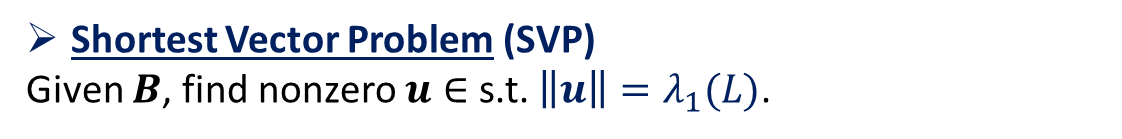 ➢ Shortest Vector Problem (SVP)
Given B, find nonzero u ∈ s.t. ‖u‖ = λ₁(L).